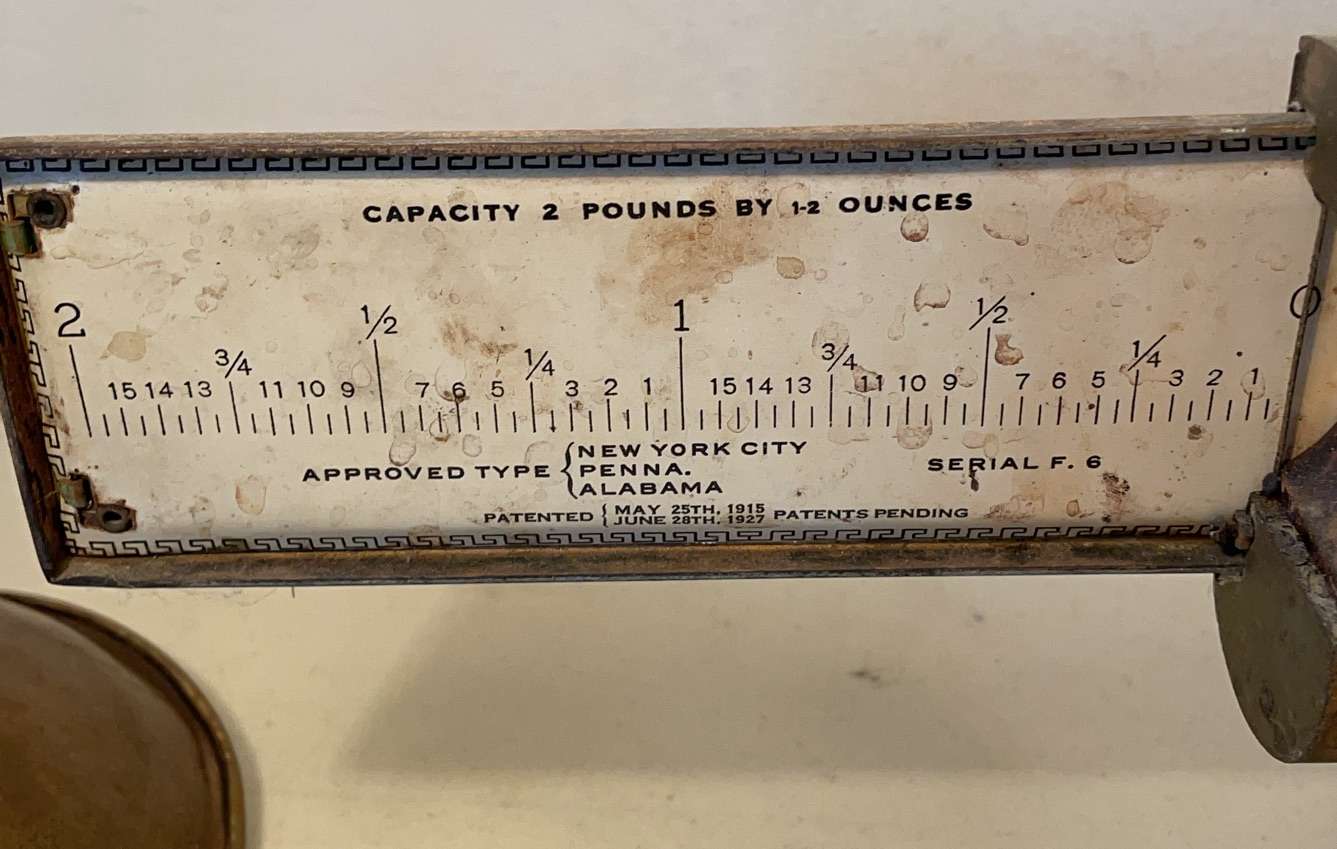 CAPACITY 2 POUNDS BY 1-2 OUNCES
2 1/2 1 1/2 0
3/4 1/4 3/4 1/4
15 14 13 11 10 9 7 6 5 3 2 1 15 14 13 11 10 9 7 6 5 3 2 1
APPROVED TYPE { NEW YORK CITY
PENNA.
ALABAMA
SERIAL F. 6
PATENTED { MAY 25TH, 1915
JUNE 28TH, 1927
PATENTS PENDING